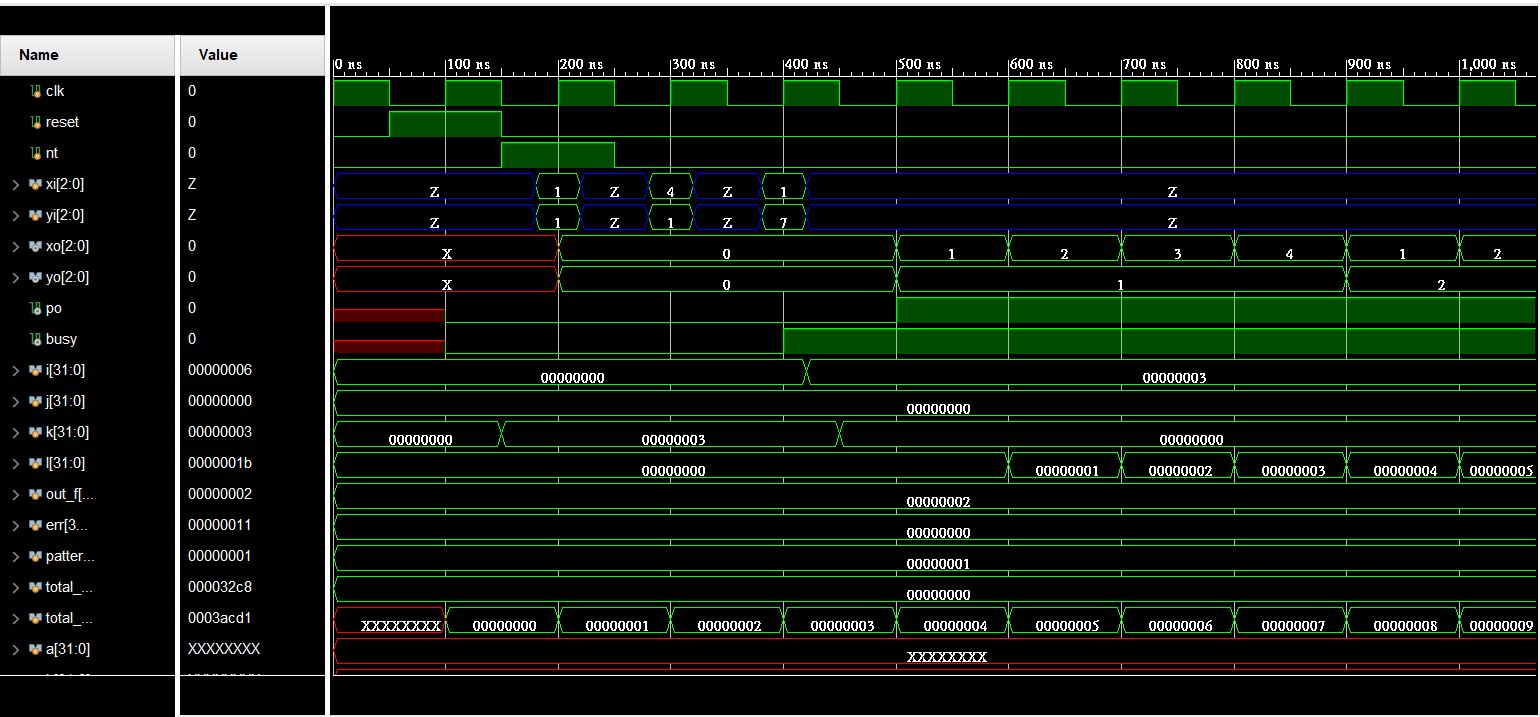 Name Value
0 ns 100 ns 200 ns 300 ns 400 ns 500 ns 600 ns 700 ns 800 ns 900 ns 1,000 ns
clk 0
reset 0
nt 0
xi[2:0] Z Z 1 Z 4 Z 1 Z
yi[2:0] Z Z 1 Z 1 Z 7 Z
xo[2:0] 0 X 0 1 2 3 4 1 2
yo[2:0] 0 X 0 1 2
po 0
busy 0
i[31:0] 00000006 00000000 00000003
j[31:0] 00000000 00000000
k[31:0] 00000003 00000000 00000003 00000000
l[31:0] 0000001b 00000000 00000001 00000002 00000003 00000004 00000005
out_f[... 00000002 00000002
err[3... 00000011 00000000
patter... 00000001 00000001
total_... 000032c8 00000000
total_... 0003acd1 XXXXXXXX 00000000 00000001 00000002 00000003 00000004 00000005 00000006 00000007 00000008 00000009
a[31:0] XXXXXXXX XXXXXXXX